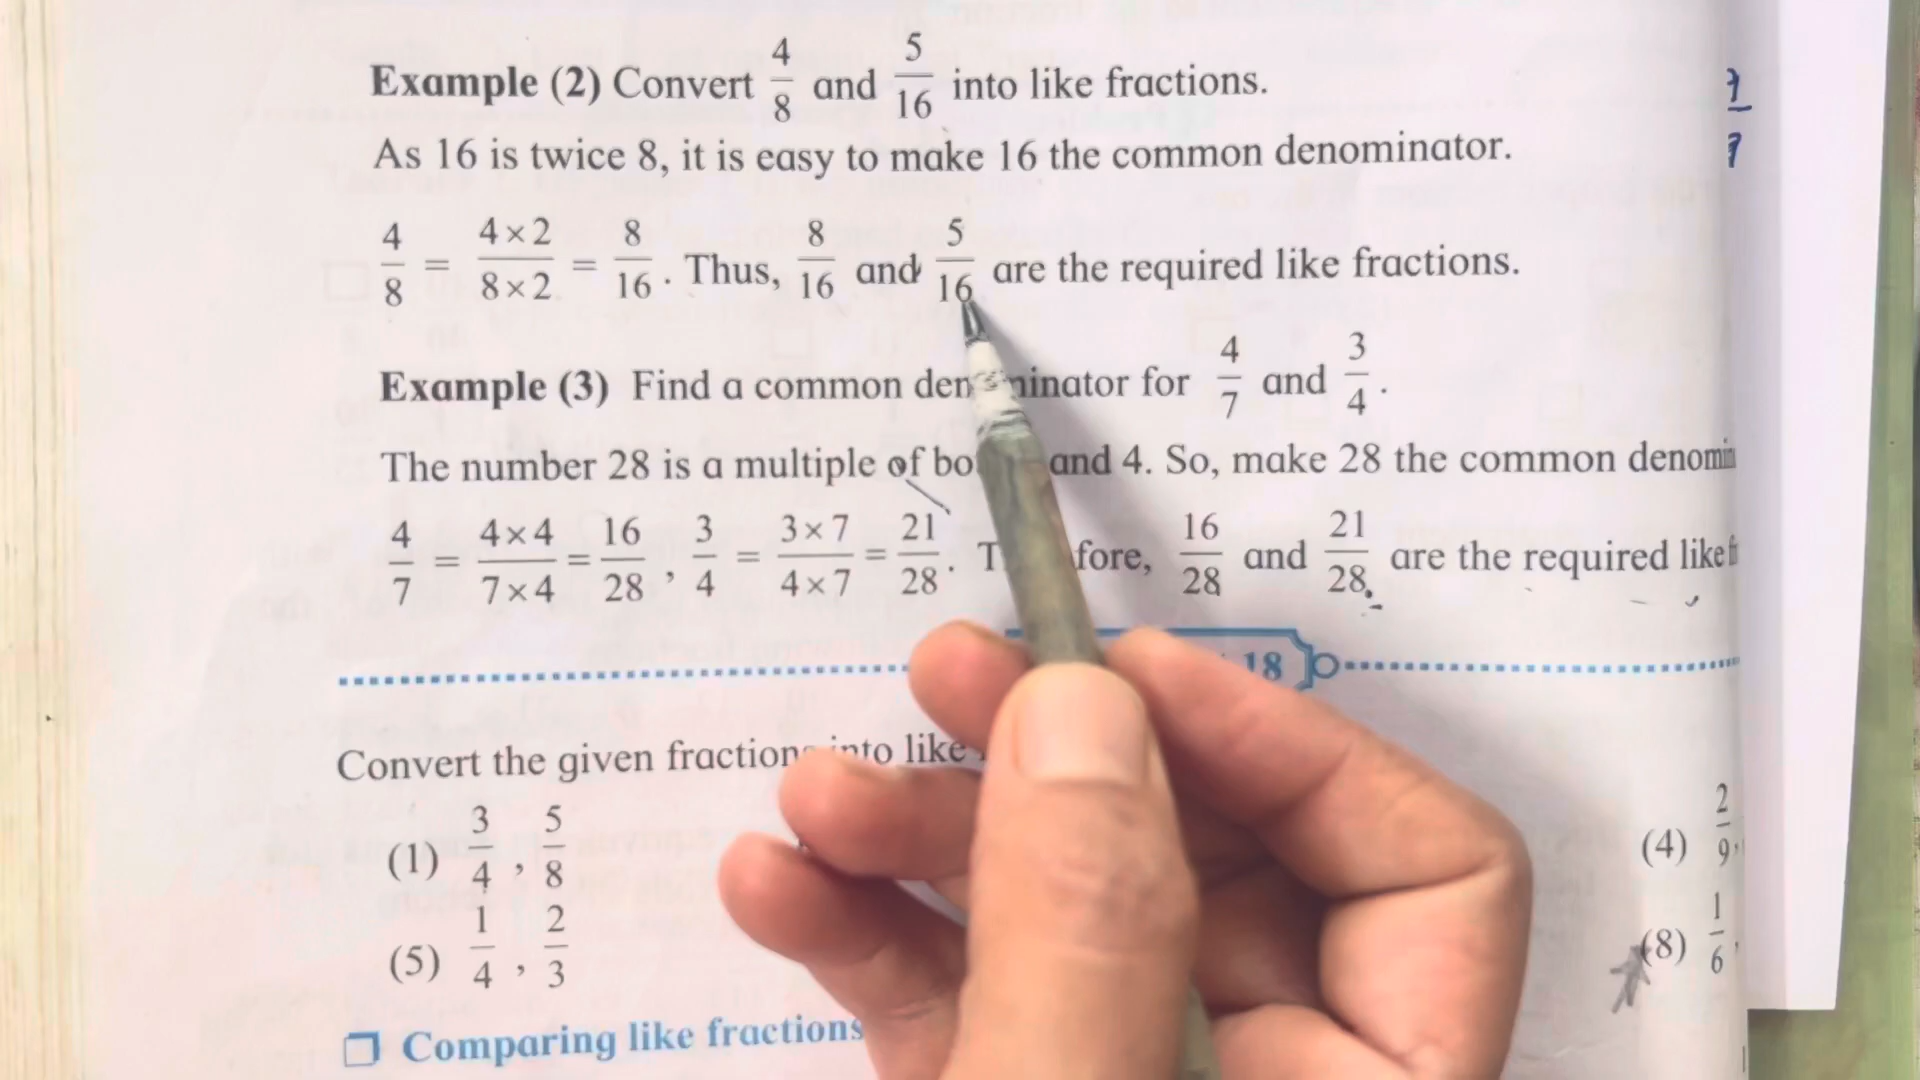 Example (2) Convert 4/8 and 5/16 into like fractions.
As 16 is twice 8, it is easy to make 16 the common denominator.
4/8 = 4×2/8×2 = 8/16. Thus, 8/16 and 5/16 are the required like fractions.
Example (3) Find a common denominator for 4/7 and 3/4.
The number 28 is a multiple of and 4. So, make 28 the common
4/7 = 4×4/7×4 = 16/28, 3/4 = 3×7/4×7 = 21/28. 16/28 and 21/28 are the required like
18
Convert the given into like
(1) 3/4, 5/8
(4) 2/9,
(5) 1/4, 2/3
(8) 1/6,
❒ Comparing like fractions